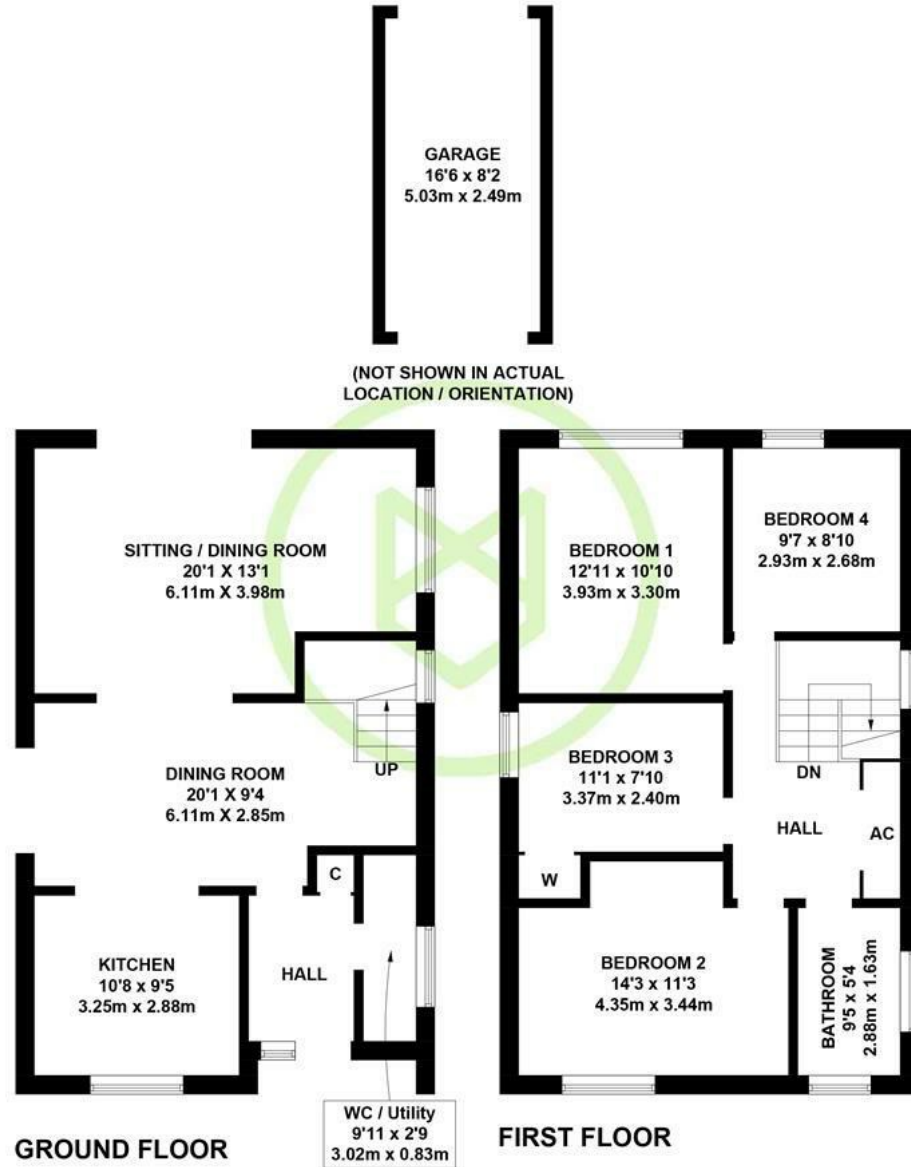 GARAGE
16'6 x 8'2
5.03m x 2.49m
(NOT SHOWN IN ACTUAL
LOCATION / ORIENTATION)
SITTING / DINING ROOM
20'1 X 13'1
6.11m X 3.98m
UP
DINING ROOM
20'1 X 9'4
6.11m X 2.85m
C
KITCHEN
10'8 x 9'5
3.25m x 2.88m
HALL
WC / Utility
9'11 x 2'9
3.02m x 0.83m
GROUND FLOOR
BEDROOM 1
12'11 x 10'10
3.93m x 3.30m
BEDROOM 4
9'7 x 8'10
2.93m x 2.68m
BEDROOM 3
11'1 x 7'10
3.37m x 2.40m
DN
HALL
AC
W
BEDROOM 2
14'3 x 11'3
4.35m x 3.44m
BATHROOM
9'5 x 5'4
2.88m x 1.63m
FIRST FLOOR